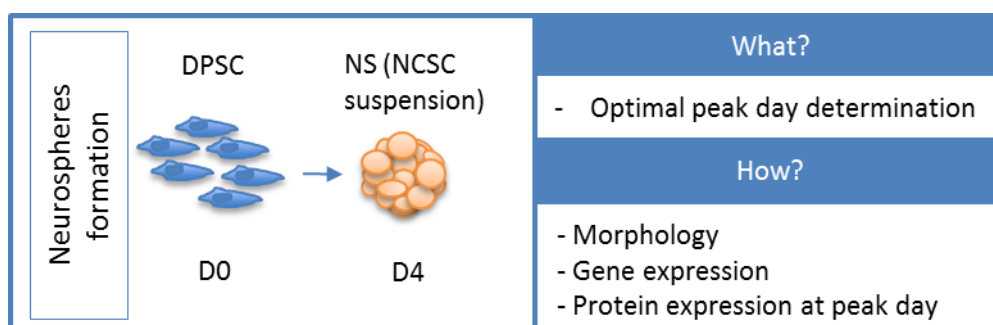 Neurospheres
formation
DPSC
NS (NCSC
suspension)
D0
D4
What?
- Optimal peak day determination
How?
- Morphology
- Gene expression
- Protein expression at peak day